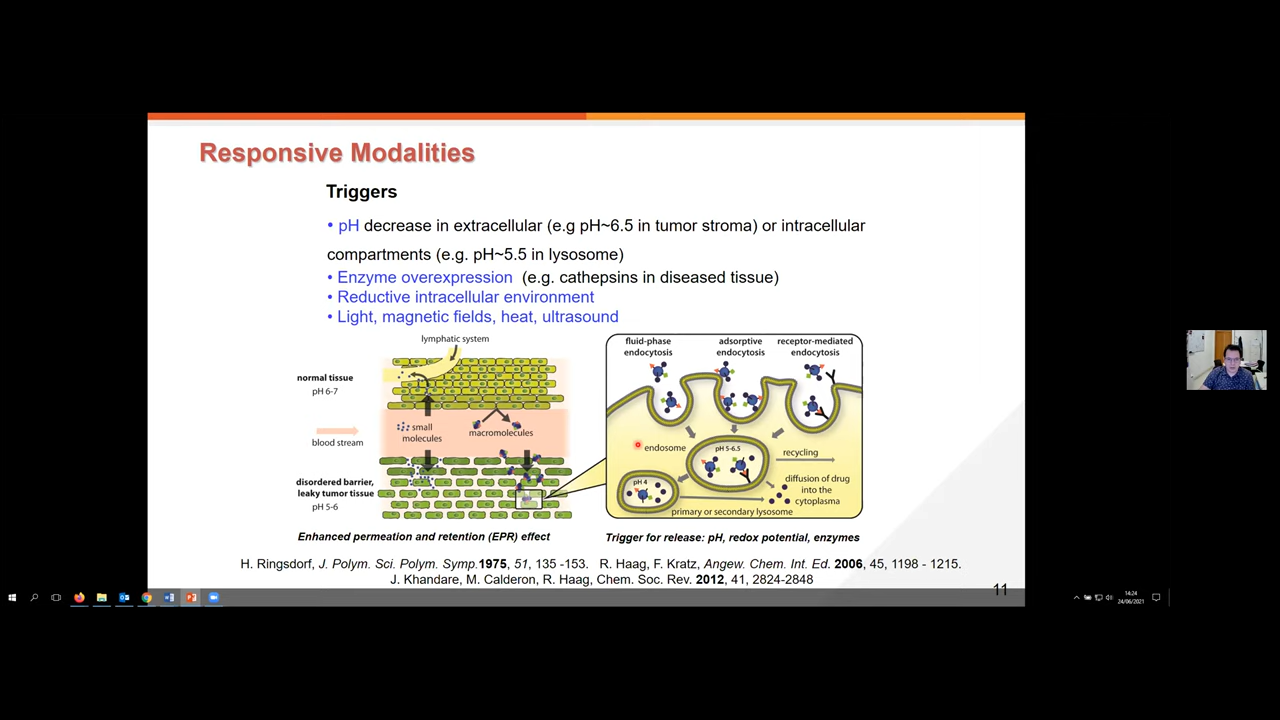 Responsive Modalities
Triggers
• pH decrease in extracellular (e.g pH~6.5 in tumor stroma) or intracellular
compartments (e.g. pH~5.5 in lysosome)
• Enzyme overexpression (e.g. cathepsins in diseased tissue)
• Reductive intracellular environment
• Light, magnetic fields, heat, ultrasound
lymphatic system
normal tissue
pH 6-7
small
molecules
macromolecules
blood stream
disordered barrier,
leaky tumor tissue
pH 5-6
Enhanced permeation and retention (EPR) effect
fluid-phase
endocytosis
adsorptive
endocytosis
receptor-mediated
endocytosis
endosome
pH 5-6.5
recycling
pH 4
diffusion of drug
into the
cytoplasma
primary or secondary lysosome
Trigger for release: pH, redox potential, enzymes
H. Ringsdorf, J. Polym. Sci. Polym. Symp.1975, 51, 135 -153. R. Haag, F. Kratz, Angew. Chem. Int. Ed. 2006, 45, 1198 - 1215.
J. Khandare, M. Calderon, R. Haag, Chem. Soc. Rev. 2012, 41, 2824-2848
11
14:24
24/06/2021